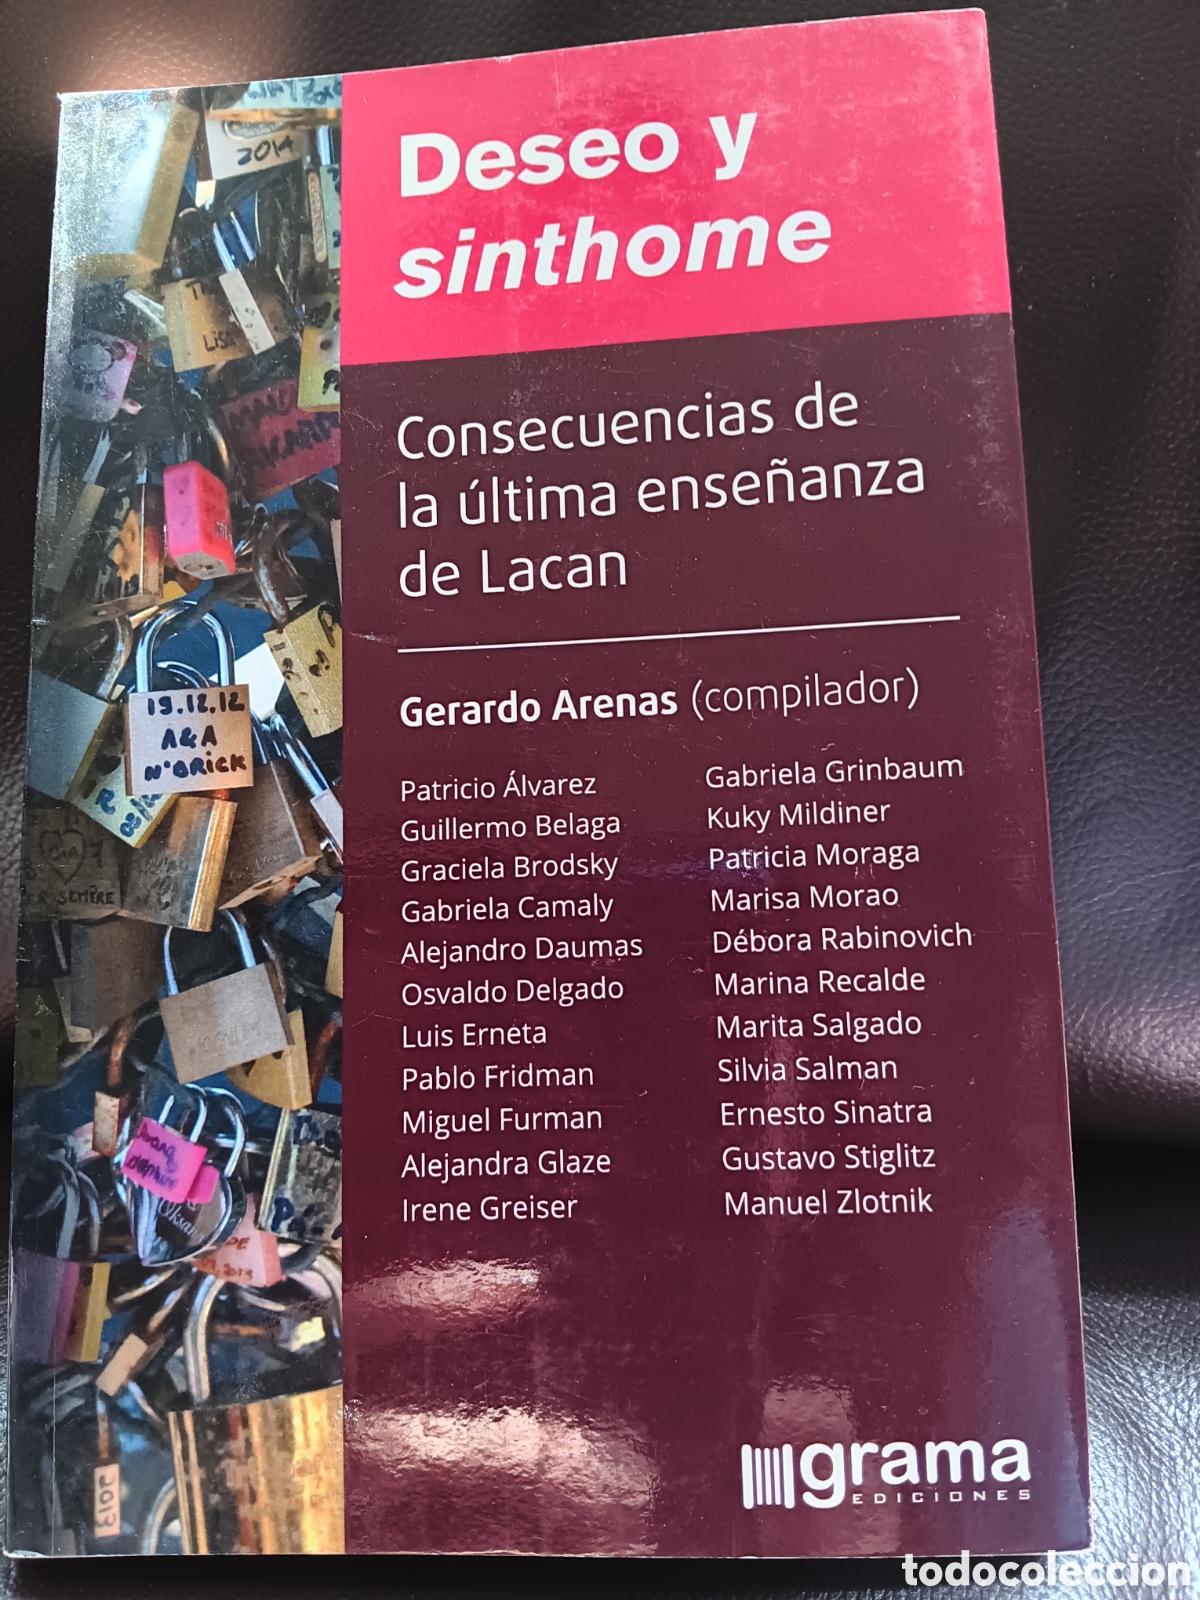 Deseo y
sinthome
Consecuencias de
la última enseñanza
de Lacan
Gerardo Arenas (compilador)
Patricio Álvarez
Guillermo Belaga
Graciela Brodsky
Gabriela Camaly
Alejandro Daumas
Osvaldo Delgado
Luis Erneta
Pablo Fridman
Miguel Furman
Alejandra Glaze
Irene Greiser
Gabriela Grinbaum
Kuky Mildiner
Patricia Moraga
Marisa Morao
Débora Rabinovich
Marina Recalde
Marita Salgado
Silvia Salman
Ernesto Sinatra
Gustavo Stiglitz
Manuel Zlotnik
grama
EDICIONES
2014
19.12.12
A&A
N'BRICK
SEMPRE
2013
todocoleccion